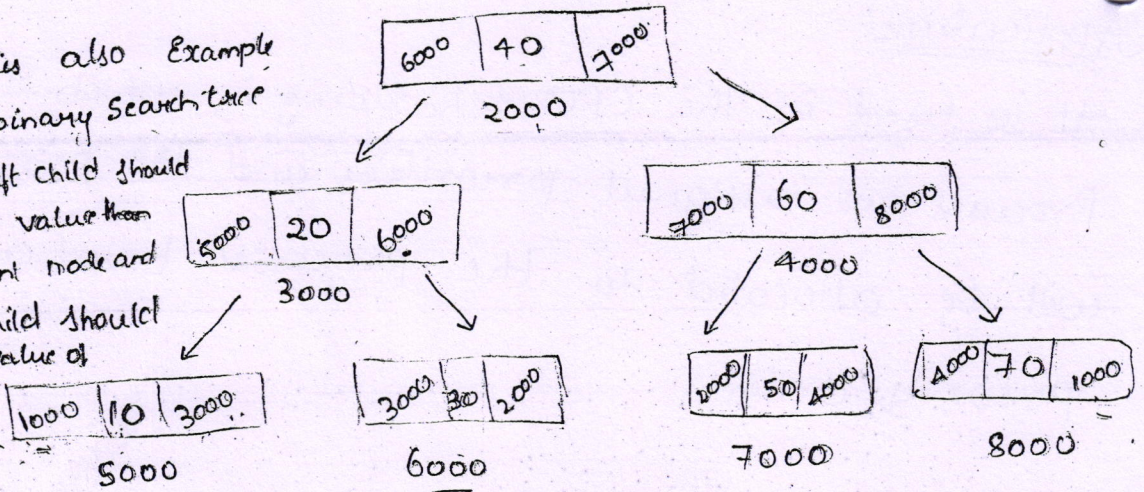 is also Example
binary Search tree
ft child should
value than
nt node and
ild should
value of
6000 40 7000
2000
5000 20 6000
3000
7000 60 8000
4000
1000 10 3000
5000
3000 30 2000
6000
2000 50 4000
7000
4000 70 1000
8000